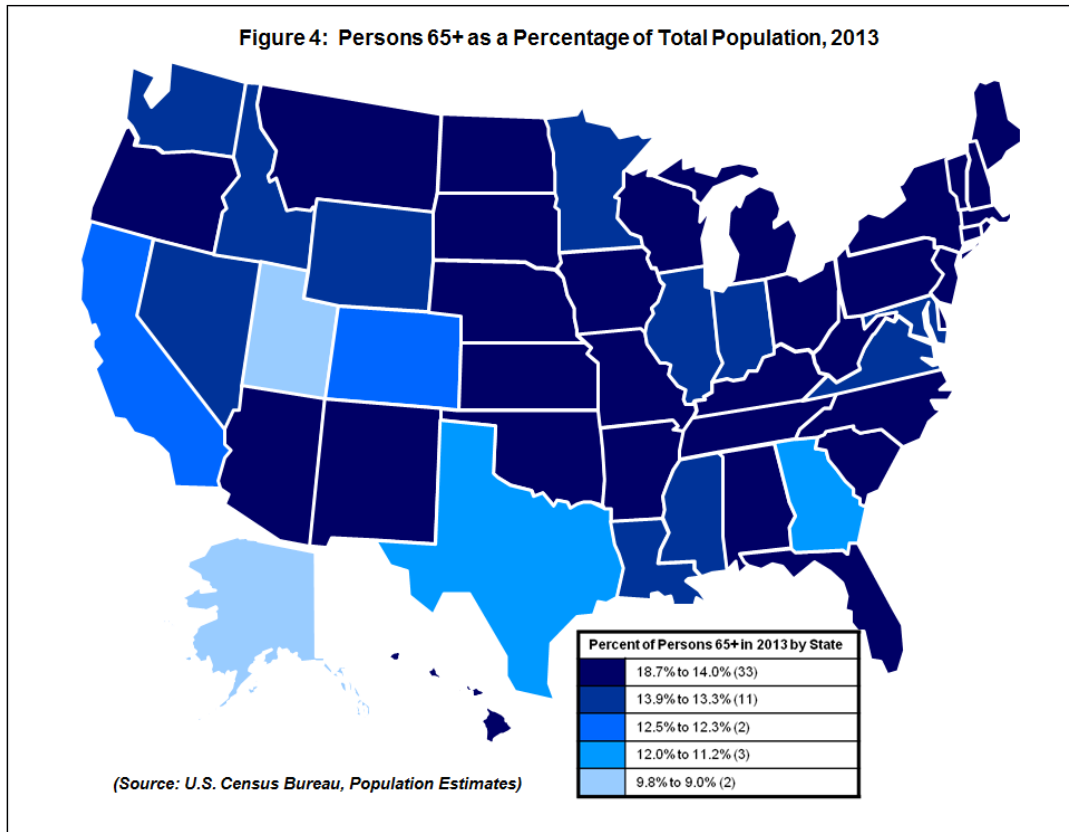 Figure 4: Persons 65+ as a Percentage of Total Population, 2013
Percent of Persons 65+ in 2013 by State
18.7% to 14.0% (33)
13.9% to 13.3% (11)
12.5% to 12.3% (2)
12.0% to 11.2% (3)
9.8% to 9.0% (2)
(Source: U.S. Census Bureau, Population Estimates)